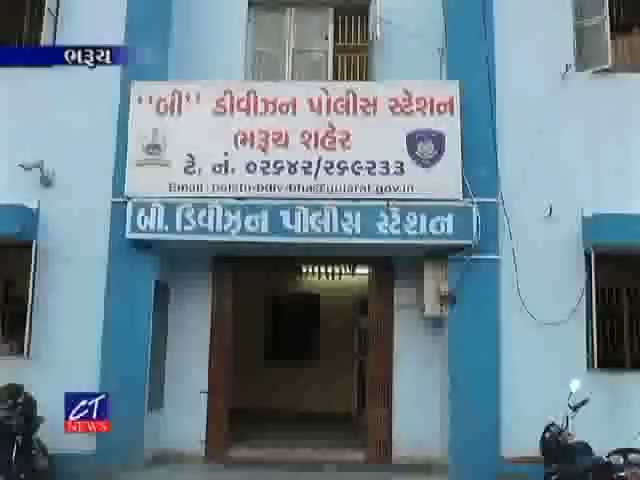 ભરૂચ
"બી" ડીવીઝન પોલીસ સ્ટેશન
ભરૂચ શહેર
ટે. નં. ૦૨૬૪૨/૨૬૯૨૩૩
બી. ડિવીઝન પોલીસ સ્ટેશન
CT
NEWS